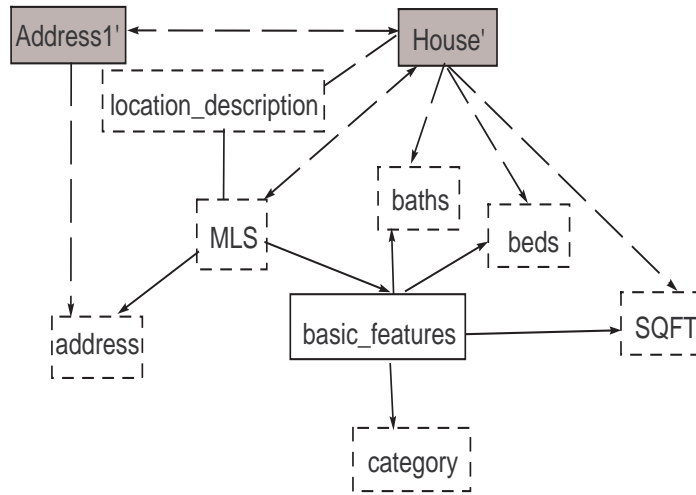 Address1'
House'
location_description
baths
MLS
beds
basic_features
SQFT
address
category